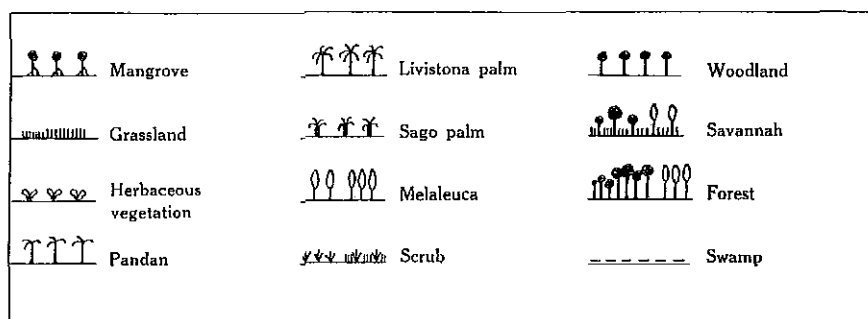 Mangrove
Livistona palm
Woodland
Grassland
Sago palm
Savannah
Herbaceous
vegetation
Melaleuca
Forest
Pandan
Scrub
Swamp